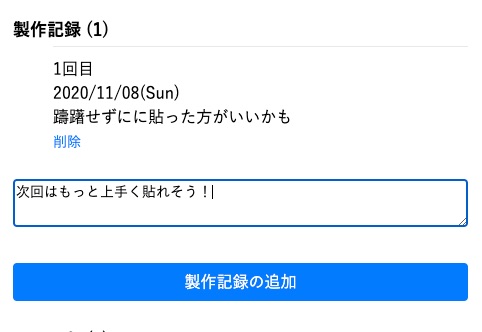 製作記録 (1)
1回目
2020/11/08(Sun)
躊躇せずにに貼った方がいいかも
削除
次回はもっと上手く貼れそう！
製作記録の追加